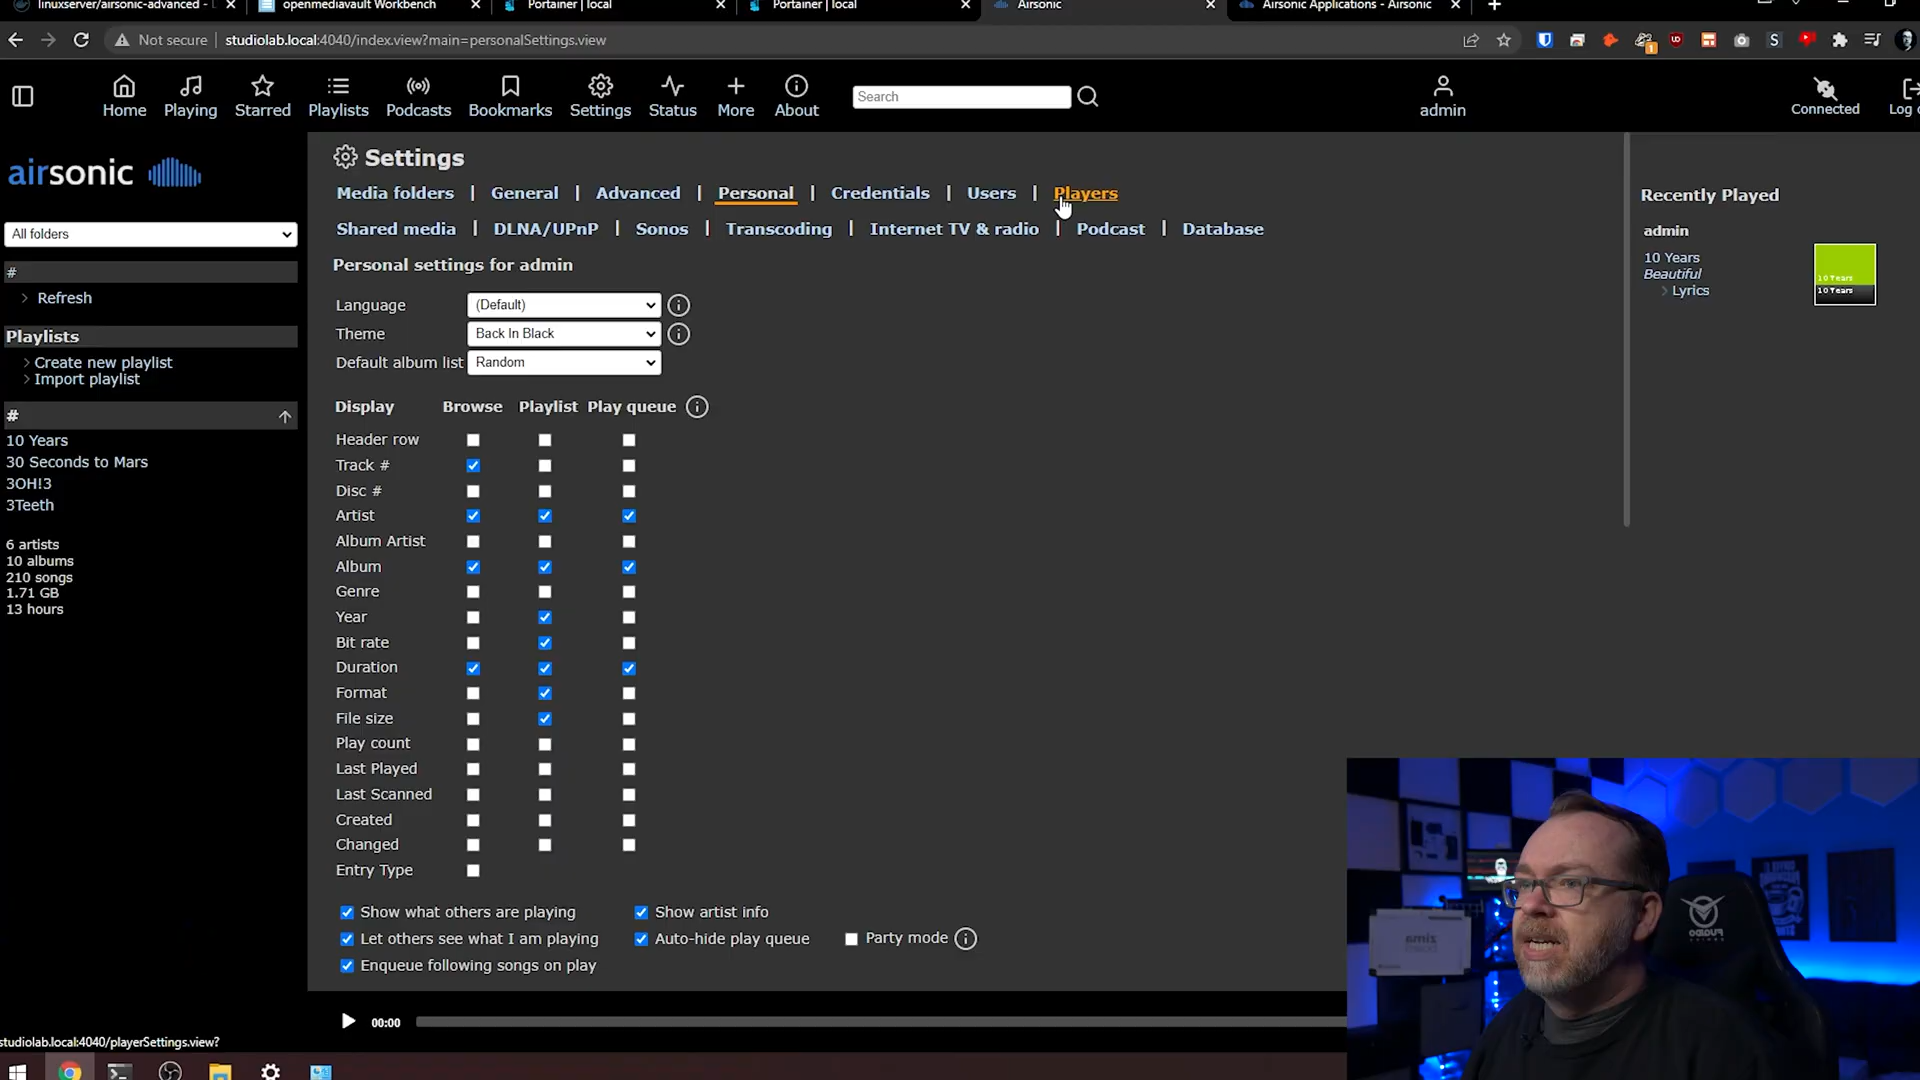 linuxserver/airsonic-advanced -
openmediavault Workbench
Portainer | local
Portainer | local
Airsonic
Airsonic Applications - Airsonic
Not secure
studiolab.local:4040/index.view?main=personalSettings.view
1
Home
Playing
Starred
Playlists
Podcasts
Bookmarks
Settings
Status
More
About
Search
admin
Connected
Log
airsonic
All folders
#
Refresh
Playlists
Create new playlist
Import playlist
#
10 Years
30 Seconds to Mars
3OH!3
3Teeth
6 artists
10 albums
210 songs
1.71 GB
13 hours
Settings
Media folders | General | Advanced | Personal | Credentials | Users | Players
Shared media | DLNA/UPnP | Sonos | Transcoding | Internet TV & radio | Podcast | Database
Personal settings for admin
Language (Default)
Theme Back In Black
Default album list Random
Display Browse Playlist Play queue
Header row
Track #
Disc #
Artist
Album Artist
Album
Genre
Year
Bit rate
Duration
Format
File size
Play count
Last Played
Last Scanned
Created
Changed
Entry Type
Show what others are playing Show artist info
Let others see what I am playing Auto-hide play queue Party mode
Enqueue following songs on play
Recently Played
admin
10 Years
Beautiful
Lyrics
10 Years
10 Years
00:00
studiolab.local:4040/playerSettings.view?